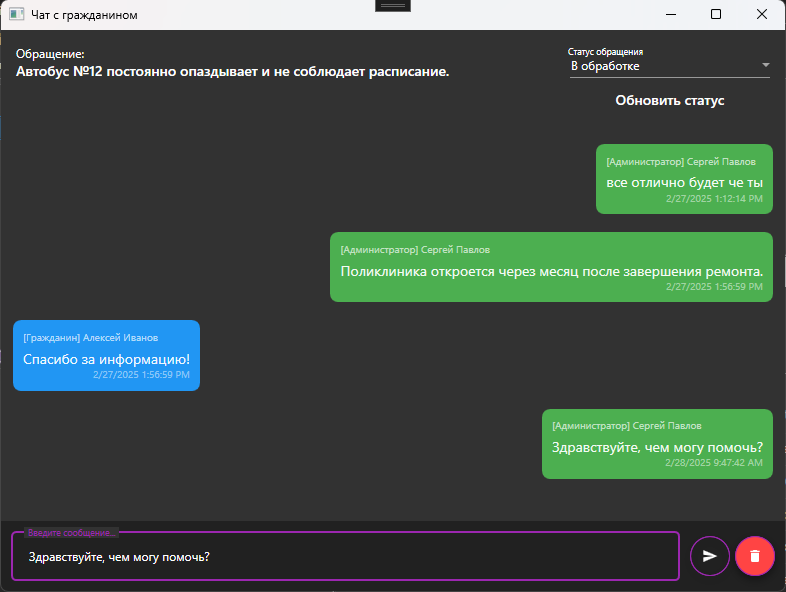 Чат с гражданином
Обращение:
Автобус №12 постоянно опаздывает и не соблюдает расписание.
Статус обращения
В обработке
Обновить статус
[Администратор] Сергей Павлов
все отлично будет че ты
2/27/2025 1:12:14 PM
[Администратор] Сергей Павлов
Поликлиника откроется через месяц после завершения ремонта.
2/27/2025 1:56:59 PM
[Гражданин] Алексей Иванов
Спасибо за информацию!
2/27/2025 1:56:59 PM
[Администратор] Сергей Павлов
Здравствуйте, чем могу помочь?
2/28/2025 9:47:42 AM
Введите сообщение...
Здравствуйте, чем могу помочь?